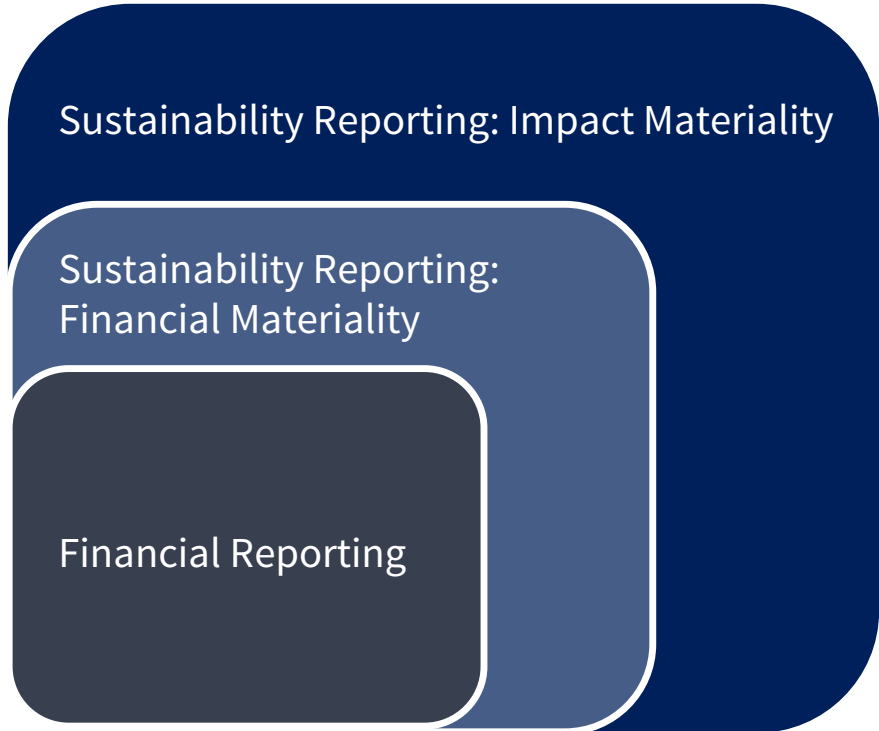 Sustainability Reporting: Impact Materiality
Sustainability Reporting:
Financial Materiality
Financial Reporting